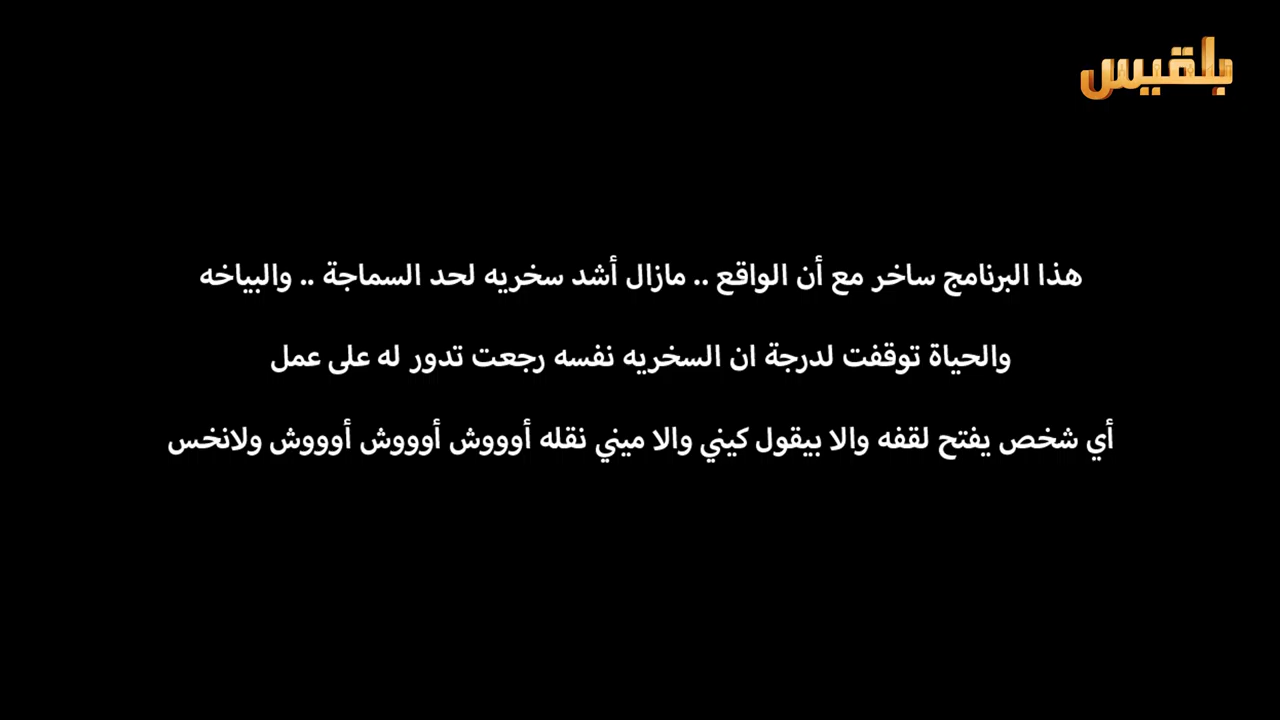 بلقيس
هذا البرنامج ساخر مع أن الواقع .. مازال أشد سخريه لحد السماجة .. والبياخه
والحياة توقفت لدرجة ان السخريه نفسه رجعت تدور له على عمل
أي شخص يفتح لقفه والا بيقول كيني والا ميني نقله أوووش أوووش أوووش ولانخس